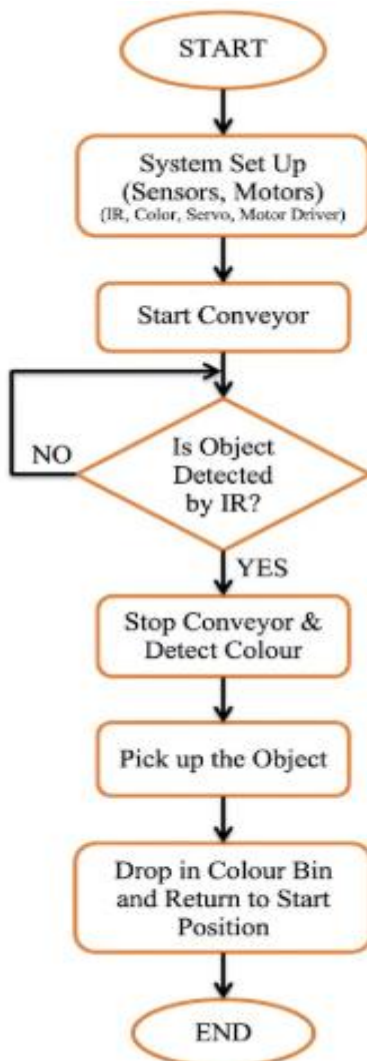 START
System Set Up
(Sensors, Motors)
(IR, Color, Servo, Motor Driver)
Start Conveyor
Is Object
Detected
by IR?
NO
YES
Stop Conveyor &
Detect Colour
Pick up the Object
Drop in Colour Bin
and Return to Start
Position
END